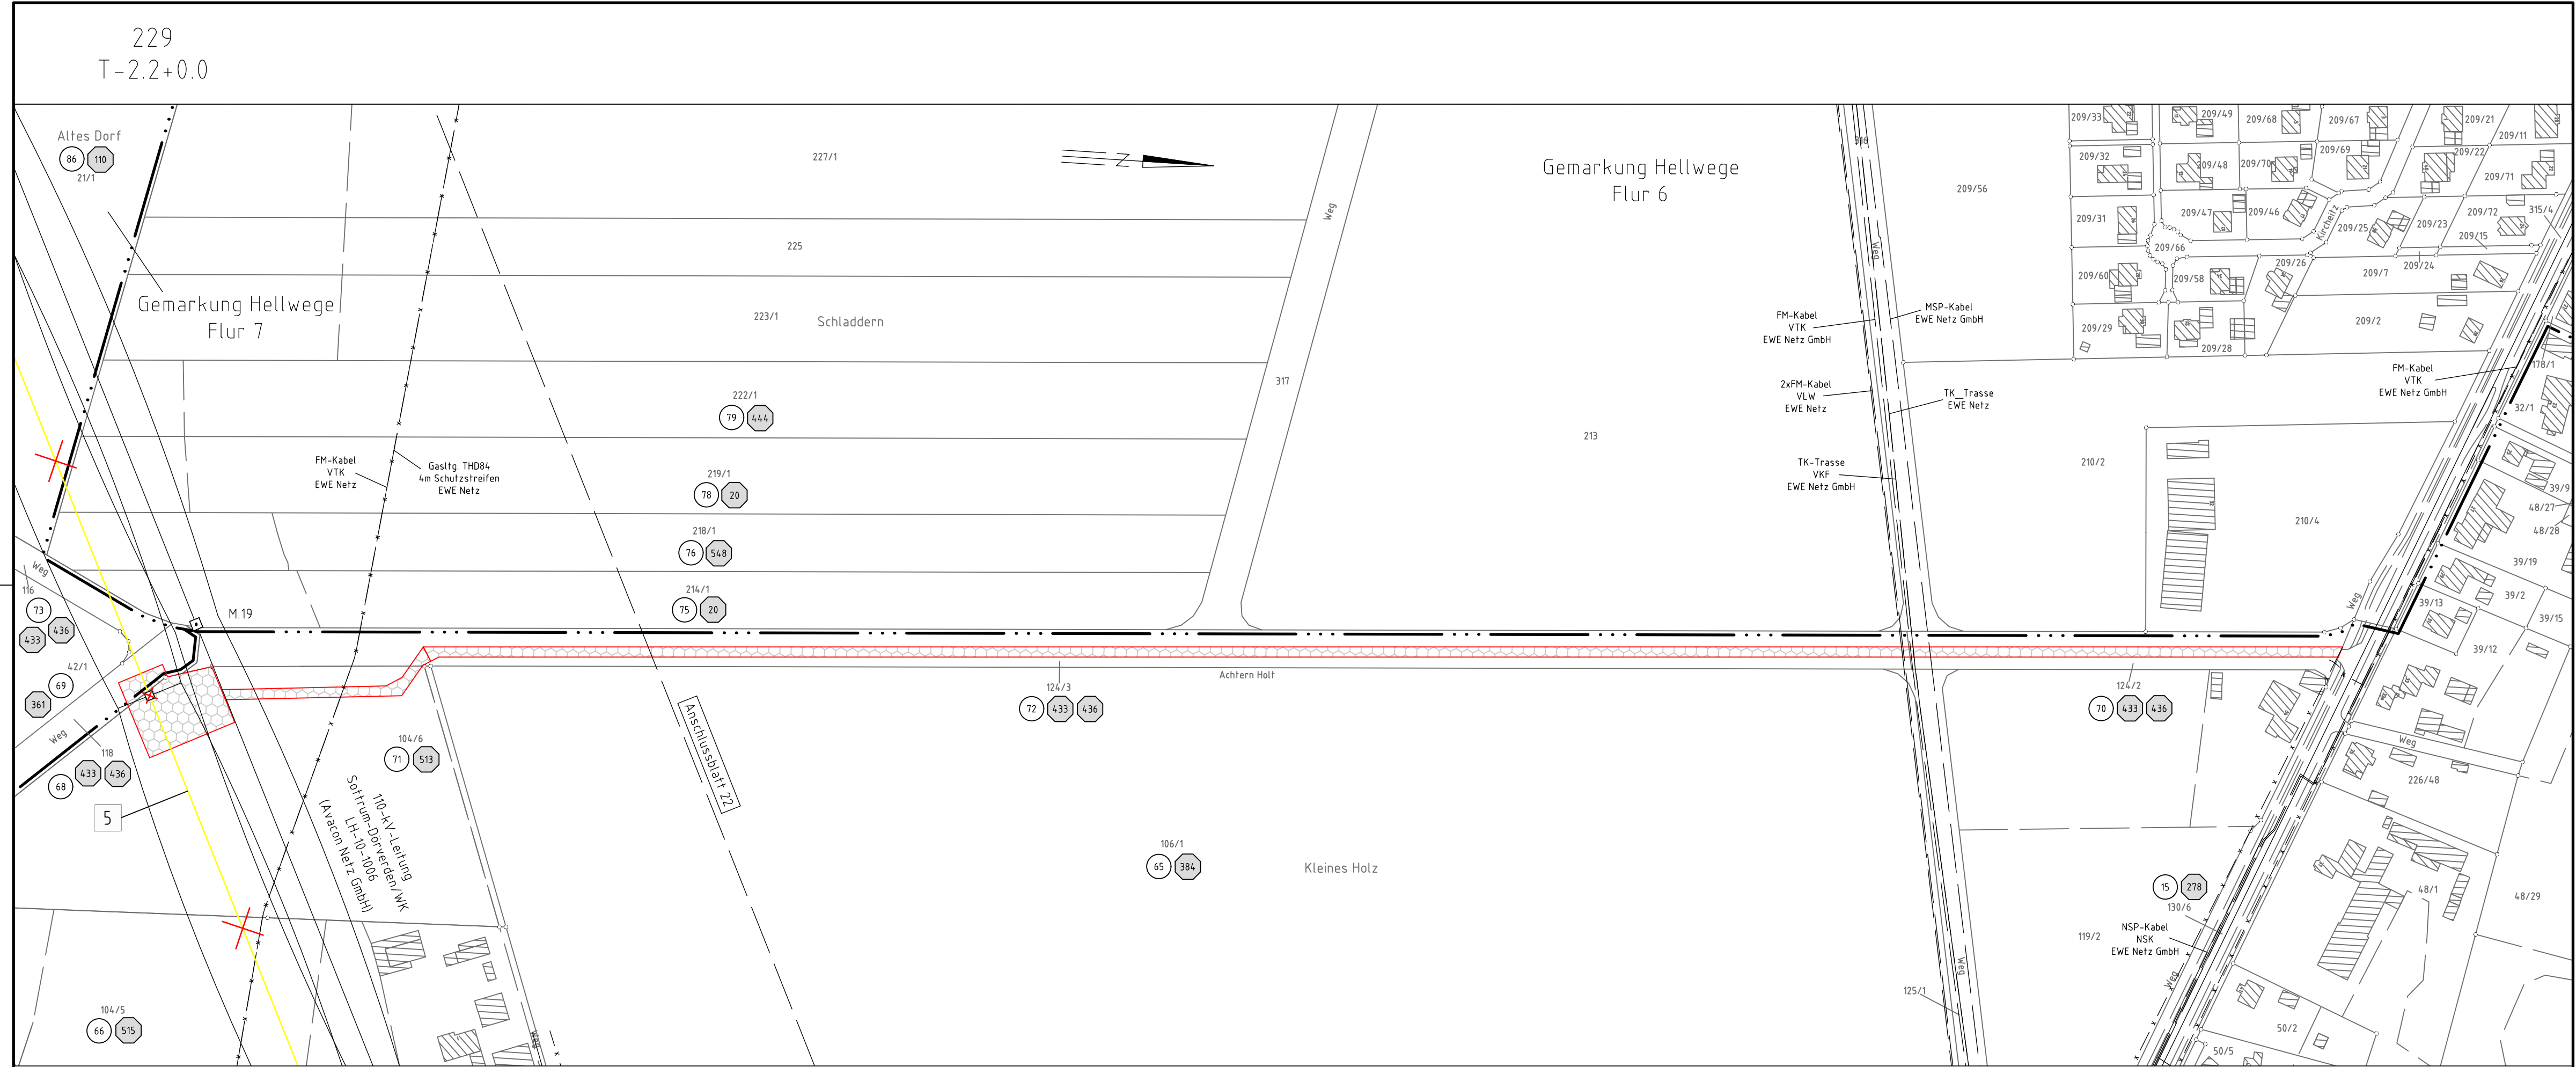 229
T-2.2+0.0
Altes Dorf
86 110
21/1
Gemarkung Hellwege
Flur 7
227/1
225
223/1
Schladdern
222/1
79 444
219/1
78 20
218/1
76 548
214/1
75 20
FM-Kabel
VTK
EWE Netz
Gasltg. THD84
4m Schutzstreifen
EWE Netz
N
Weg
317
Gemarkung Hellwege
Flur 6
213
316
Weg
FM-Kabel
VTK
EWE Netz GmbH
MSP-Kabel
EWE Netz GmbH
2xFM-Kabel
VLW
EWE Netz
TK_Trasse
EWE Netz
TK-Trasse
VKF
EWE Netz GmbH
209/56
209/33
209/49
209/68
209/67
209/21
209/11
209/32
209/48
209/70
209/69
209/22
209/71
209/31
209/47
209/46
Kircheitz
209/25
209/23
209/72
315/4
209/15
209/66
209/60
209/58
209/26
209/7
209/24
209/29
209/28
209/2
FM-Kabel
VTK
EWE Netz GmbH
178/1
32/1
210/2
210/4
39/9
48/27
48/28
39/19
39/13
39/2
39/15
39/12
Weg
Weg
116
73
433 436
M.19
42/1
69
361
Weg
118
433 436
68
5
104/6
71 513
110-kV-Leitung
Sottrum-Dörverden/WK
LH-10-1006
(Avacon Netz GmbH)
Anschlussblatt 22
124/3
72 433 436
Achtern Holt
124/2
70 433 436
106/1
65 384
Kleines Holz
Weg
226/48
48/1
48/29
15 278
130/6
119/2
NSP-Kabel
NSK
EWE Netz GmbH
Weg
Weg
125/1
50/2
50/5
104/5
66 515
Weg